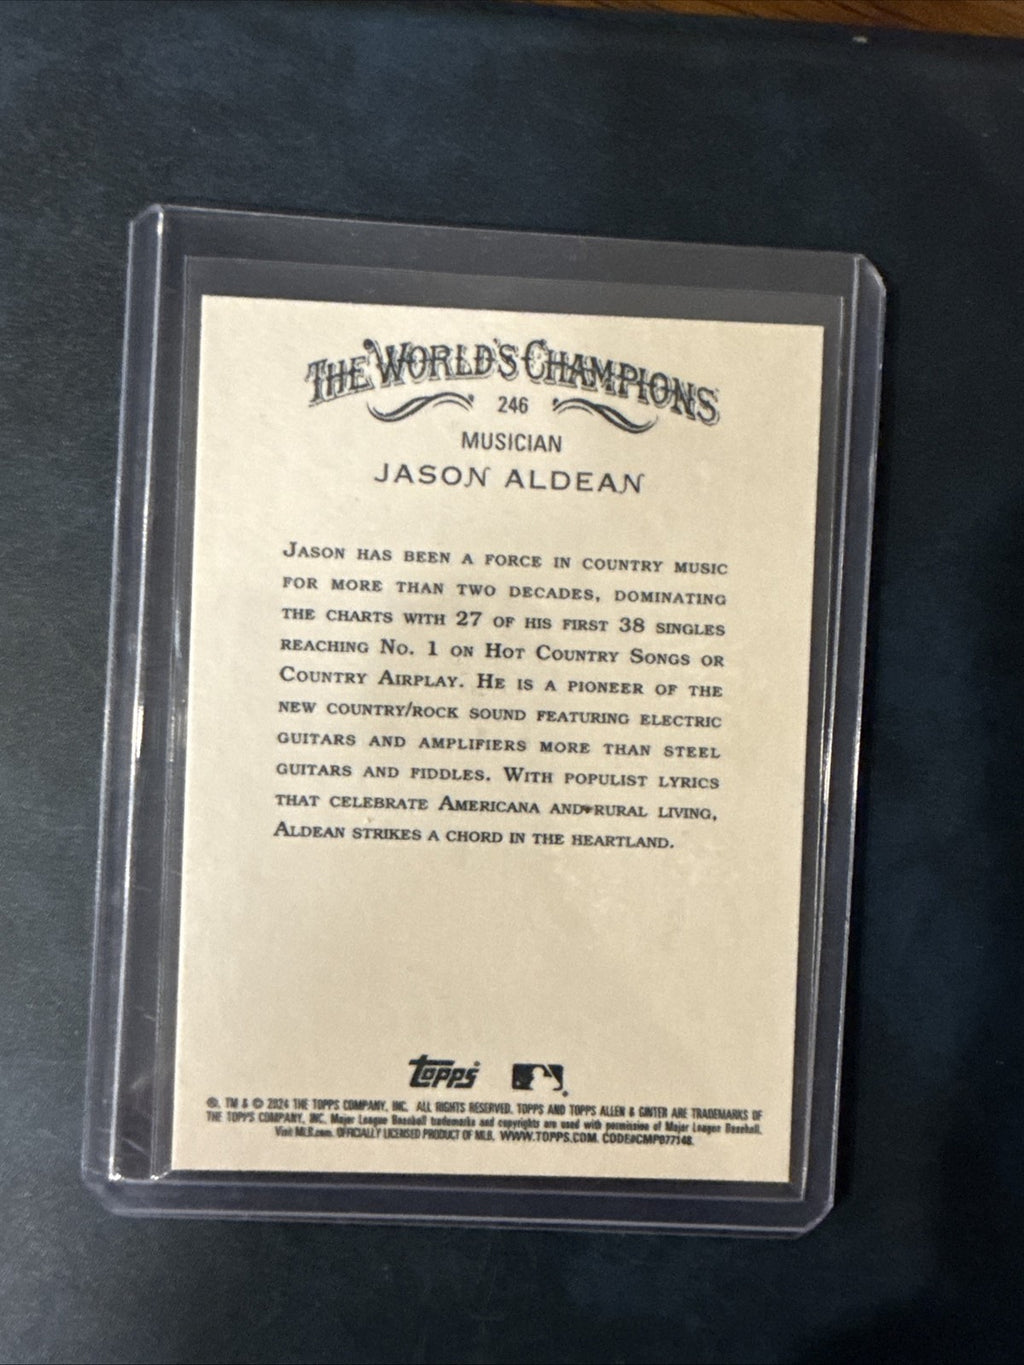 THE WORLD'S CHAMPIONS
246
MUSICIAN
JASON ALDEAN
JASON HAS BEEN A FORCE IN COUNTRY MUSIC
FOR MORE THAN TWO DECADES, DOMINATING
THE CHARTS WITH 27 OF HIS FIRST 38 SINGLES
REACHING NO. 1 ON HOT COUNTRY SONGS OR
COUNTRY AIRPLAY. HE IS A PIONEER OF THE
NEW COUNTRY/ROCK SOUND FEATURING ELECTRIC
GUITARS AND AMPLIFIERS MORE THAN STEEL
GUITARS AND FIDDLES. WITH POPULIST LYRICS
THAT CELEBRATE AMERICANA AND RURAL LIVING,
ALDEAN STRIKES A CHORD IN THE HEARTLAND.
Topps
®, TM & © 2024 THE TOPPS COMPANY, INC. ALL RIGHTS RESERVED. TOPPS AND TOPPS ALLEN & GINTER ARE TRADEMARKS OF
THE TOPPS COMPANY, INC. Major League Baseball trademarks and copyrights are used with permission of Major League Baseball.
Visit MLB.com. OFFICIALLY LICENSED PRODUCT OF MLB. WWW.TOPPS.COM. CODE#CMP077148.